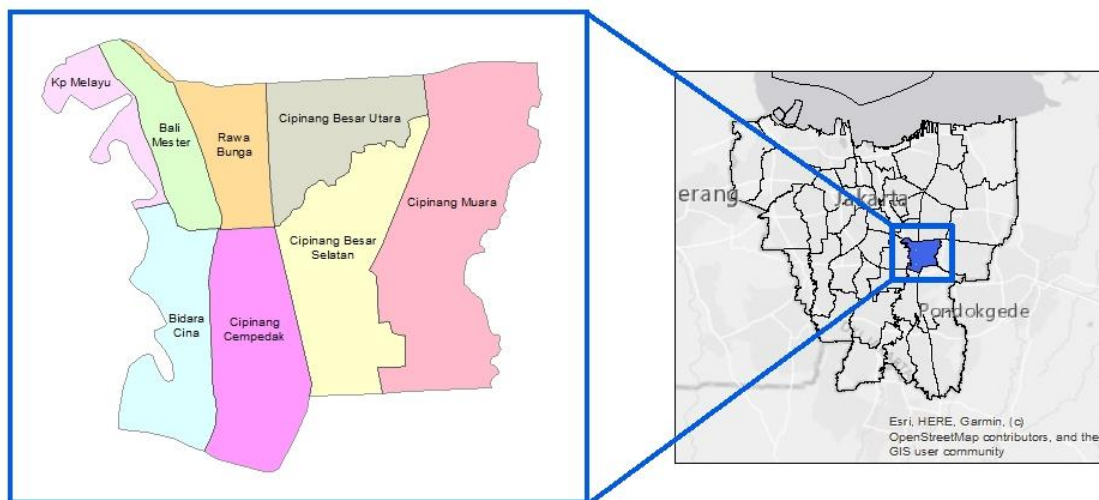 Kp Melayu
Bali
Mester
Rawa
Bunga
Cipinang Besar Utara
Cipinang Muara
Cipinang Besar
Selatan
Bidara
Cina
Cipinang
Cempedak
erang
Jakarta
Pondokgede
Esri, HERE, Garmin, (c)
OpenStreetMap contributors, and the
GIS user community